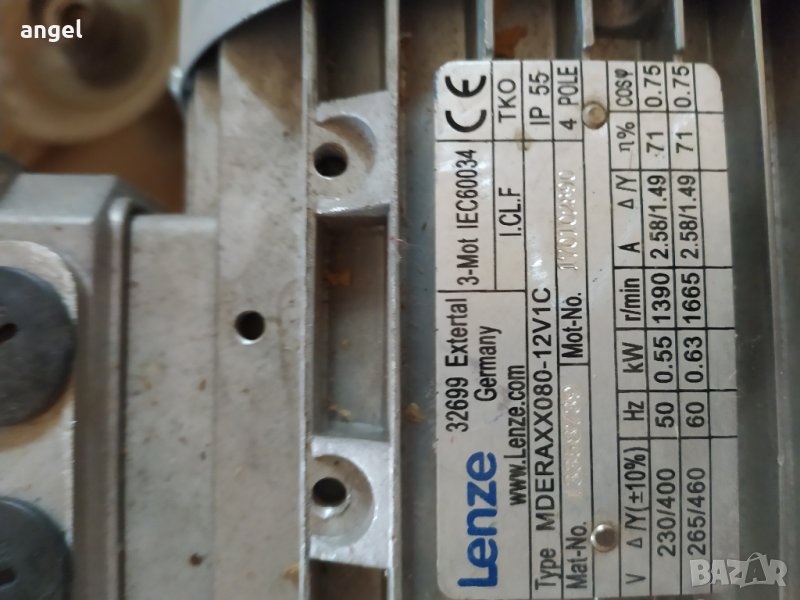 angel
Lenze
32699 Extertal
Germany
www.Lenze.com
3-Mot IEC60034
CE
I.CL.F
TKO
Type MDERAXX080-12V1C
IP 55
Mat-No.
Mot-No.
4 POLE
V Δ/Y(±10%) Hz kW r/min A Δ/Y η% cosφ
230/400 50 0.55 1390 2.58/1.49 71 0.75
265/460 60 0.63 1665 2.58/1.49 71 0.75
BAZAR